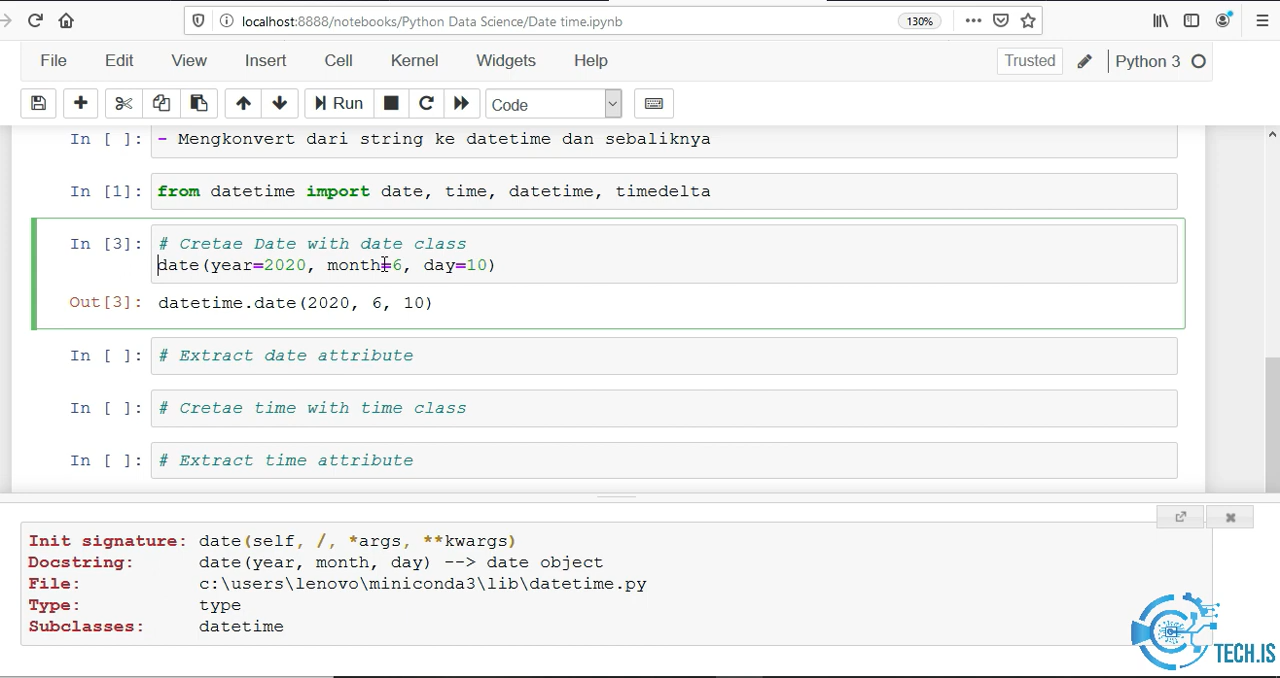 localhost:8888/notebooks/Python Data Science/Date time.ipynb
130%
File Edit View Insert Cell Kernel Widgets Help
Trusted
Python 3
Run
Code
In [ ]: - Mengkonvert dari string ke datetime dan sebaliknya
In [1]: from datetime import date, time, datetime, timedelta
In [3]: # Cretae Date with date class
date(year=2020, month=6, day=10)
Out[3]: datetime.date(2020, 6, 10)
In [ ]: # Extract date attribute
In [ ]: # Cretae time with time class
In [ ]: # Extract time attribute
Init signature: date(self, /, *args, **kwargs)
Docstring: date(year, month, day) --> date object
File: c:\users\lenovo\miniconda3\lib\datetime.py
Type: type
Subclasses: datetime
TECH.IS